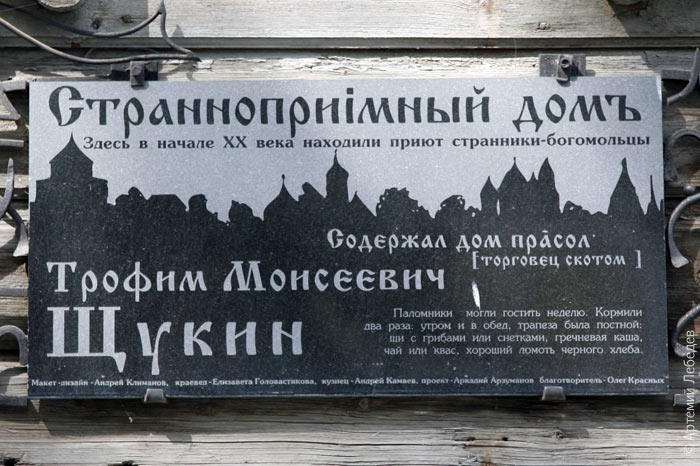 Страннопріимный домъ
Здесь в начале XX века находили приют странники-богомольцы
Содержал дом прасол
[торговец скотом]
Трофим Моисеевич
Щукин
Паломники могли гостить неделю. Кормили
два раза: утром и в обед, трапеза была постной:
щи с грибами или снетками, гречневая каша,
чай или квас, хороший ломоть черного хлеба.
Макет-дизайн - Андрей Климанов, краевед - Елизавета Головастикова, кузнец - Андрей Камаев, проект - Аркадий Арзуманов благотворитель - Олег Красных
Артемий Лебедев